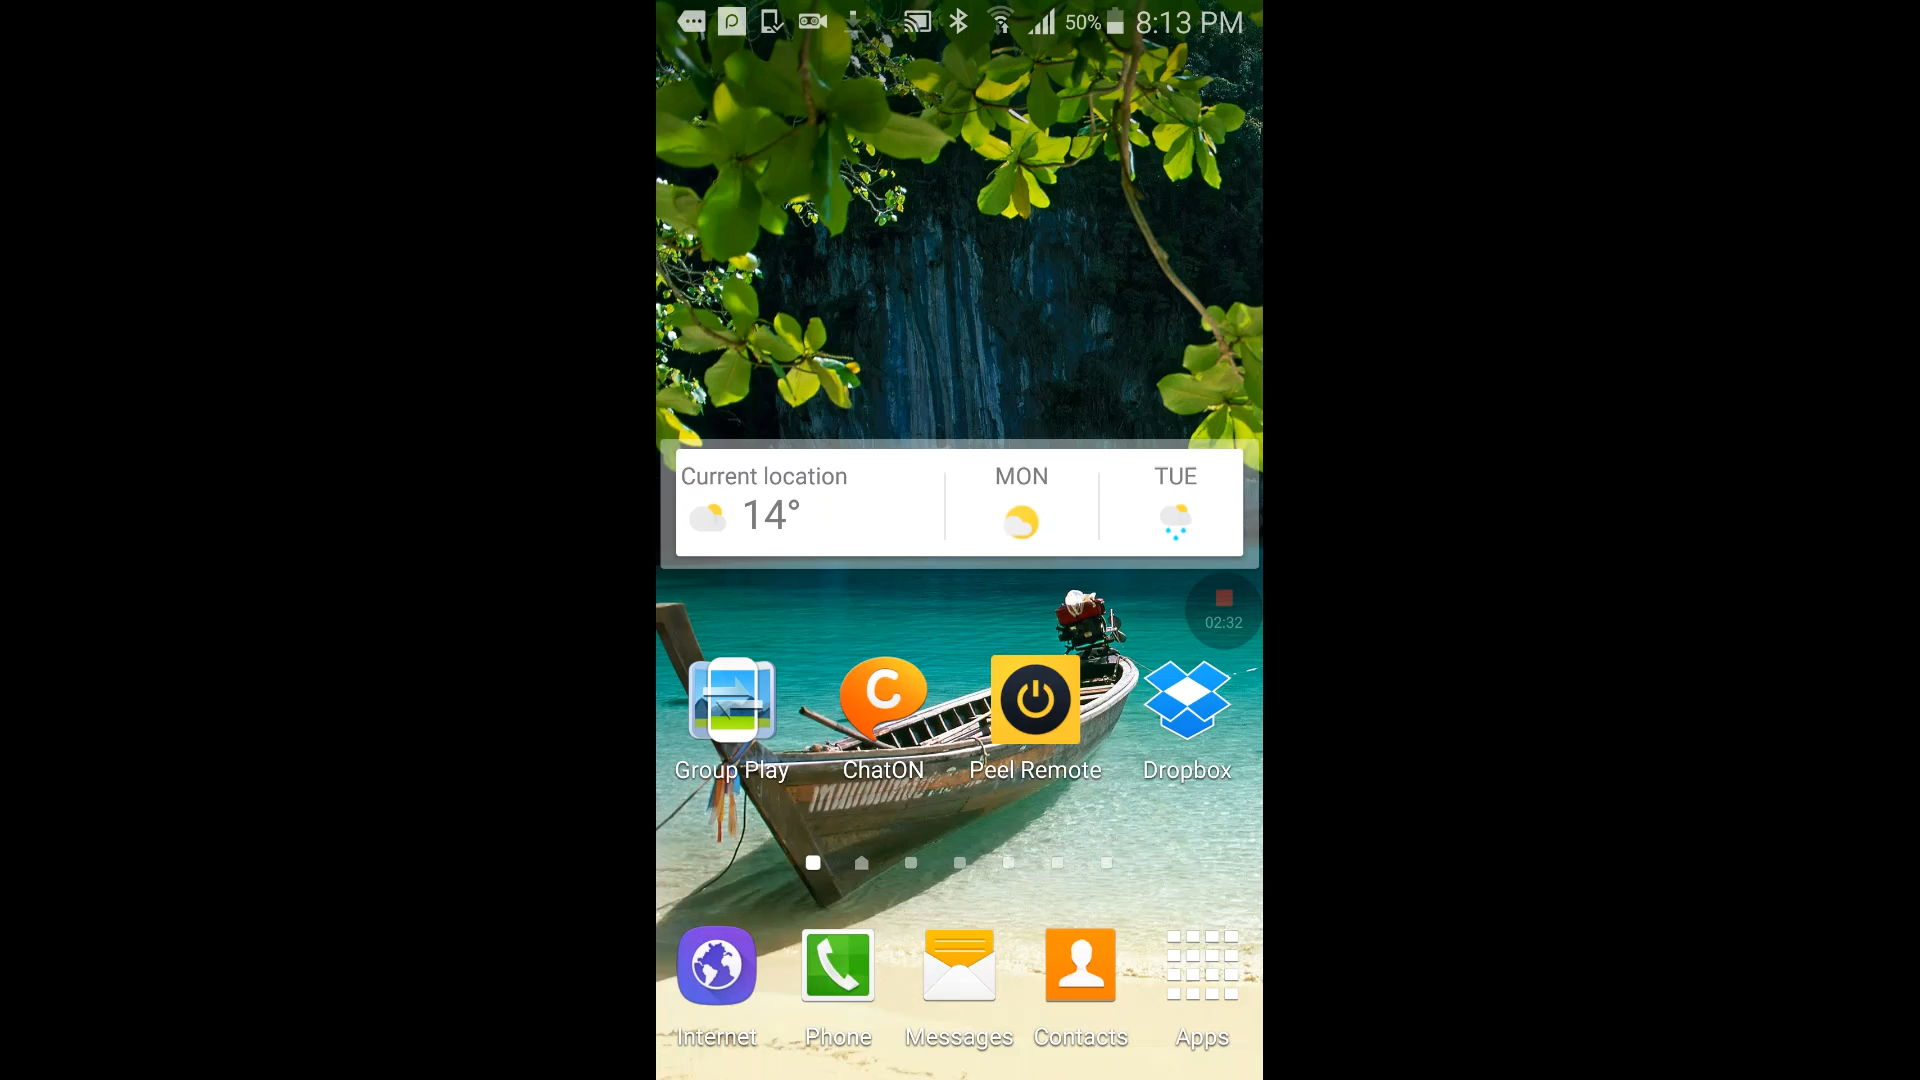 50% 8:13 PM
Current location
14°
MON
TUE
02:32
Group Play
ChatON
Peel Remote
Dropbox
Internet
Phone
Messages
Contacts
Apps